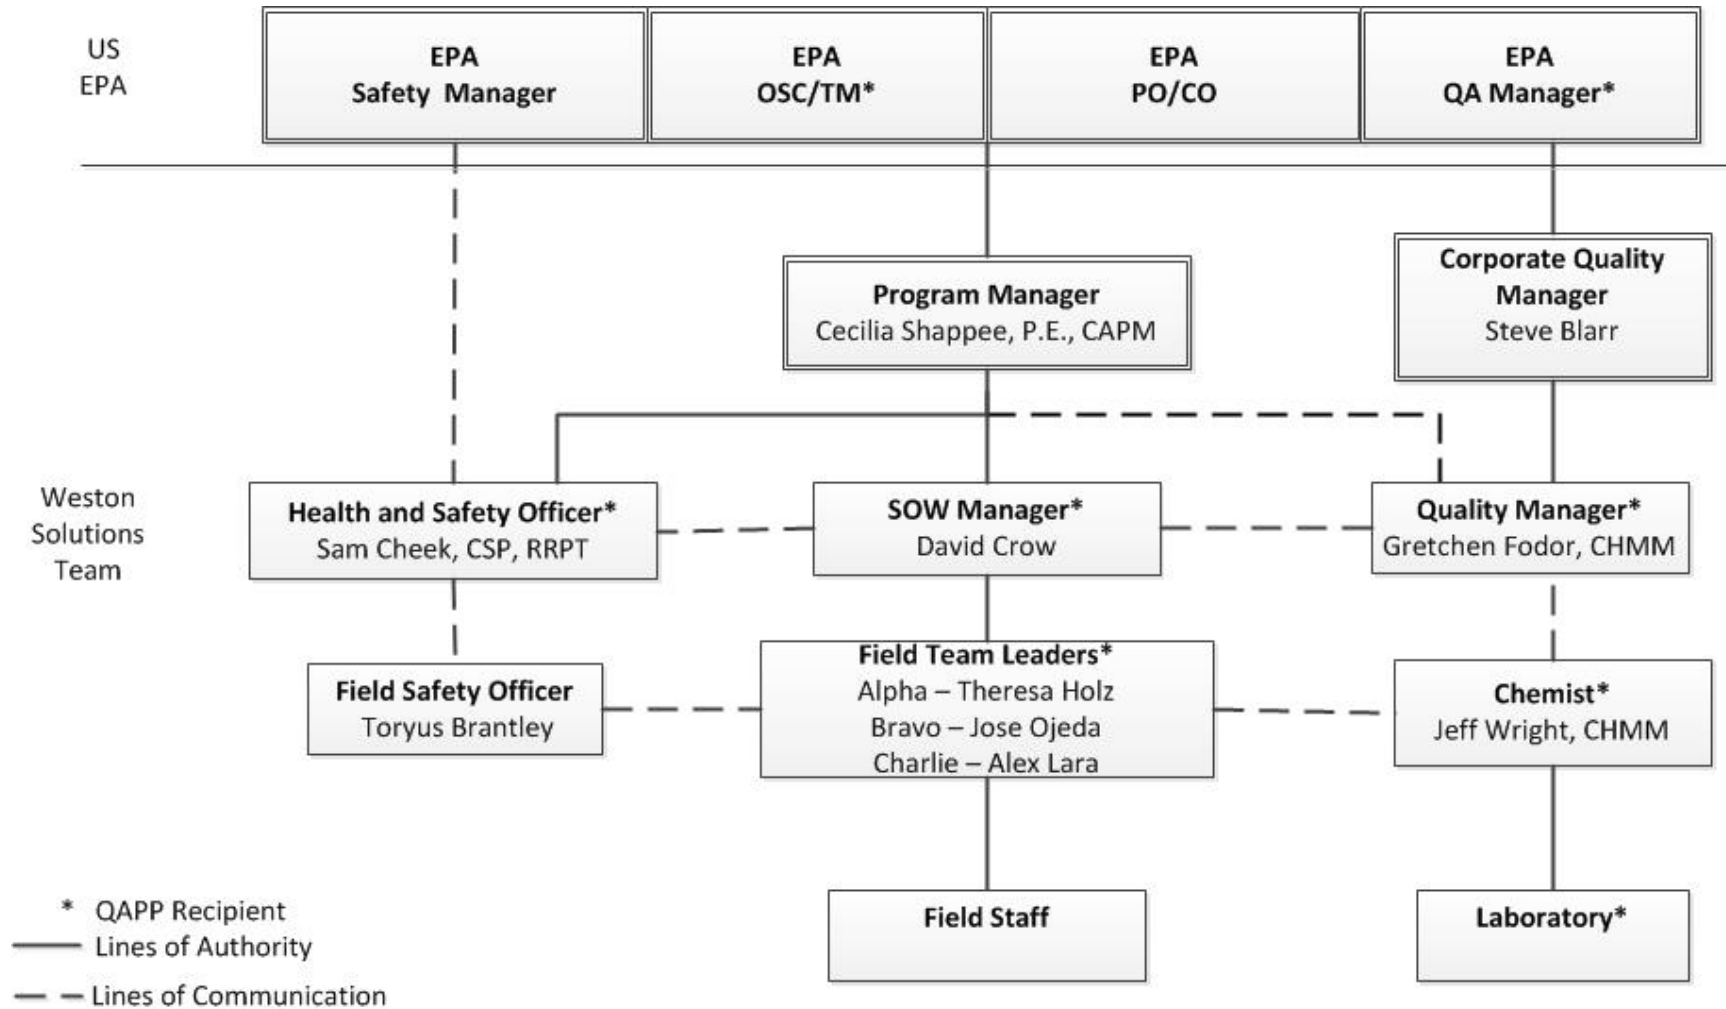 US
EPA
EPA
Safety Manager
EPA
OSC/TM*
EPA
PO/CO
EPA
QA Manager*
Program Manager
Cecilia Shappee, P.E., CAPM
Corporate Quality
Manager
Steve Blarr
Weston
Solutions
Team
Health and Safety Officer*
Sam Cheek, CSP, RRPT
SOW Manager*
David Crow
Quality Manager*
Gretchen Fodor, CHMM
Field Safety Officer
Toryus Brantley
Field Team Leaders*
Alpha – Theresa Holz
Bravo – Jose Ojeda
Charlie – Alex Lara
Chemist*
Jeff Wright, CHMM
Field Staff
Laboratory*
* QAPP Recipient
Lines of Authority
Lines of Communication